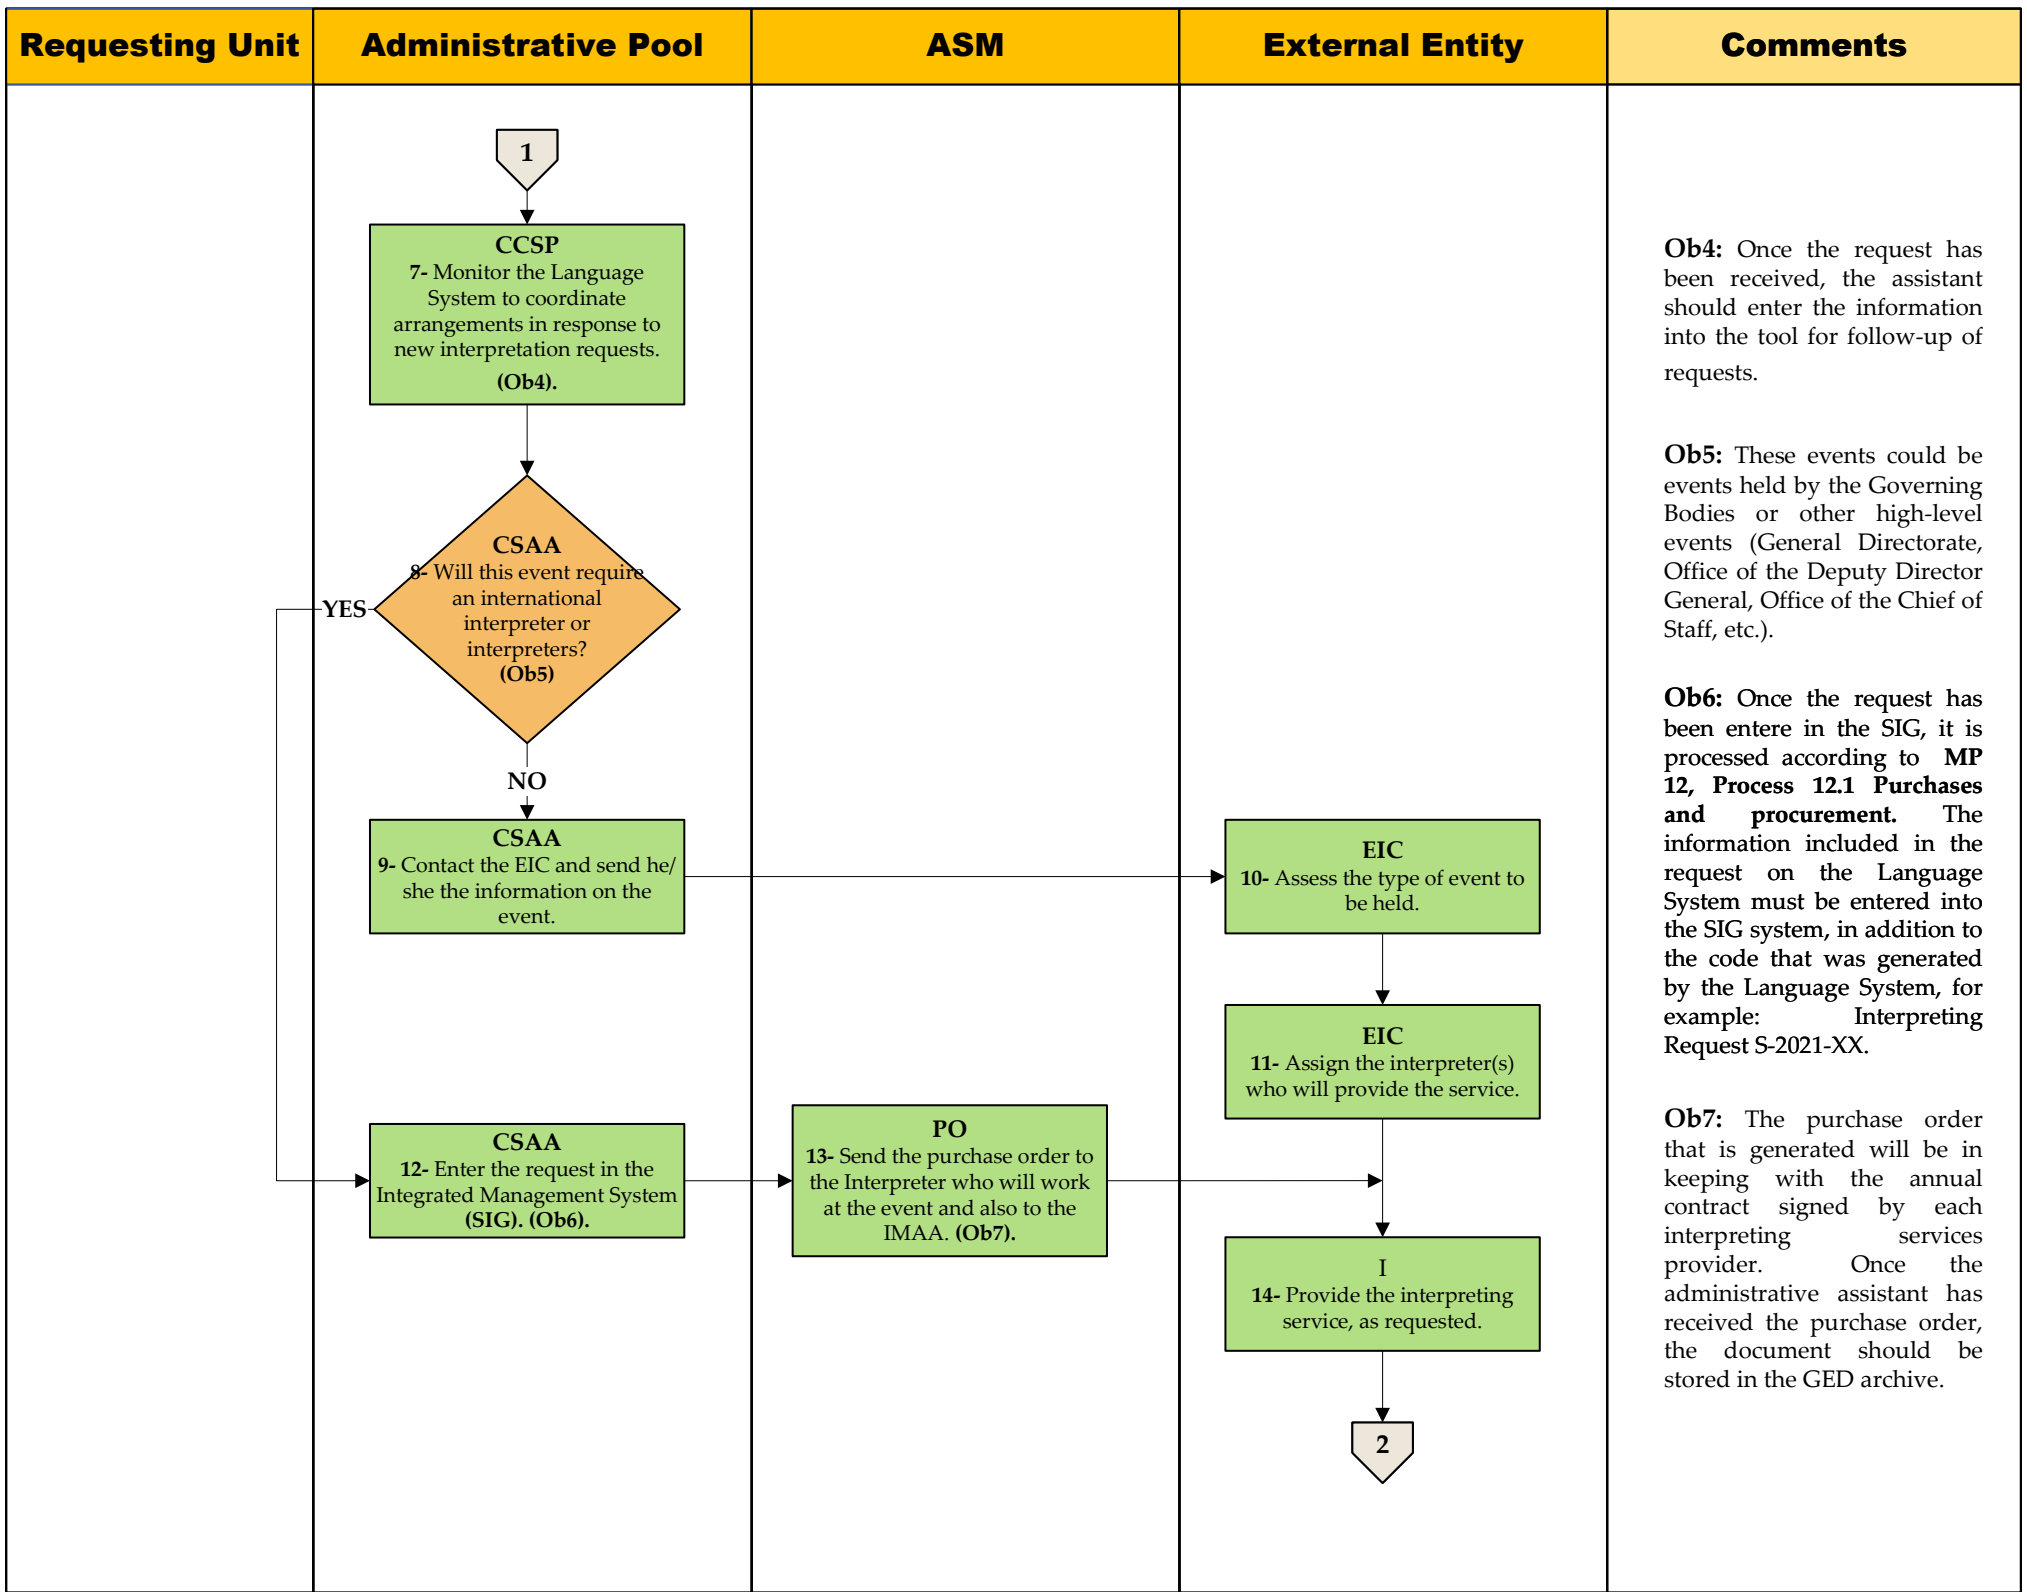 Requesting Unit
Administrative Pool
ASM
External Entity
Comments
1
CCSP
7- Monitor the Language
System to coordinate
arrangements in response to
new interpretation requests.
(Ob4).
CSAA
8- Will this event require
an international
interpreter or
interpreters?
(Ob5)
YES
NO
CSAA
9- Contact the EIC and send he/
she the information on the
event.
EIC
10- Assess the type of event to
be held.
EIC
11- Assign the interpreter(s)
who will provide the service.
CSAA
12- Enter the request in the
Integrated Management System
(SIG). (Ob6).
PO
13- Send the purchase order to
the Interpreter who will work
at the event and also to the
IMAA. (Ob7).
I
14- Provide the interpreting
service, as requested.
2
Ob4: Once the request has
been received, the assistant
should enter the information
into the tool for follow-up of
requests.
Ob5: These events could be
events held by the Governing
Bodies or other high-level
events (General Directorate,
Office of the Deputy Director
General, Office of the Chief of
Staff, etc.).
Ob6: Once the request has
been entere in the SIG, it is
processed according to MP
12, Process 12.1 Purchases
and procurement. The
information included in the
request on the Language
System must be entered into
the SIG system, in addition to
the code that was generated
by the Language System, for
example: Interpreting
Request S-2021-XX.
Ob7: The purchase order
that is generated will be in
keeping with the annual
contract signed by each
interpreting services
provider. Once the
administrative assistant has
received the purchase order,
the document should be
stored in the GED archive.